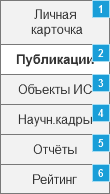 1
Личная
карточка
2
Публикации
3
Объекты ИС
4
Научн.кадры
5
Отчёты
6
Рейтинг